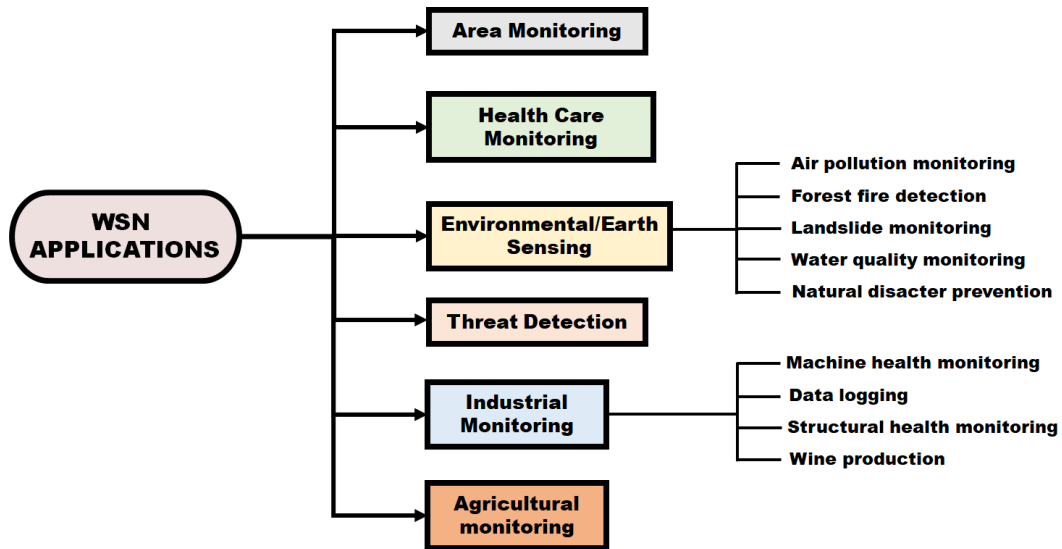 WSN
APPLICATIONS
Area Monitoring
Health Care
Monitoring
Environmental/Earth
Sensing
Air pollution monitoring
Forest fire detection
Landslide monitoring
Water quality monitoring
Natural disacter prevention
Threat Detection
Industrial
Monitoring
Machine health monitoring
Data logging
Structural health monitoring
Wine production
Agricultural
monitoring